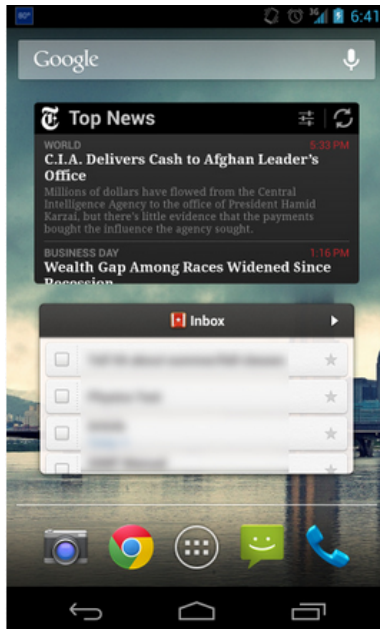 80°
3G
6:41
Google
Top News
WORLD
5:33 PM
C.I.A. Delivers Cash to Afghan Leader's
Office
Millions of dollars have flowed from the Central
Intelligence Agency to the office of President Hamid
Karzai, but there's little evidence that the payments
bought the influence the agency sought.
BUSINESS DAY
1:16 PM
Wealth Gap Among Races Widened Since
Recession
Inbox